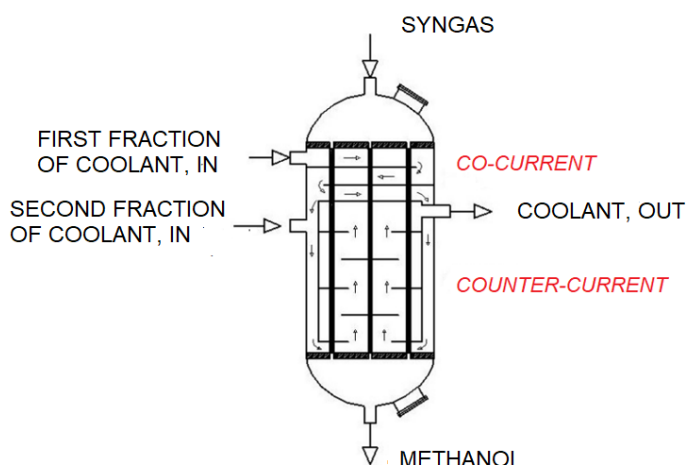 SYNGAS
FIRST FRACTION
OF COOLANT, IN
CO-CURRENT
SECOND FRACTION
OF COOLANT, IN
COOLANT, OUT
COUNTER-CURRENT
METHANOL